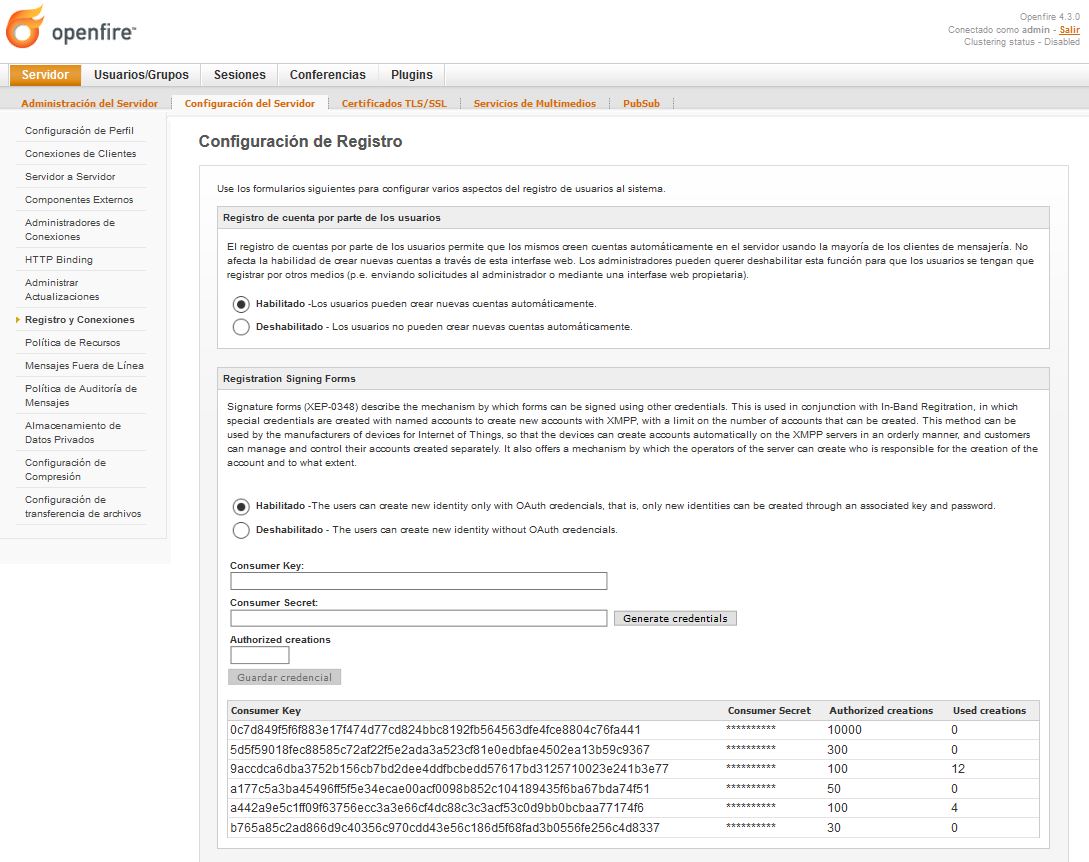 openfire™
Openfire 4.3.0
Conectado como admin - Salir
Clustering status - Disabled
Servidor Usuarios/Grupos Sesiones Conferencias Plugins
Administración del Servidor Configuración del Servidor Certificados TLS/SSL Servicios de Multimedios PubSub
Configuración de Perfil
Conexiones de Clientes
Servidor a Servidor
Componentes Externos
Administradores de
Conexiones
HTTP Binding
Administrar
Actualizaciones
Registro y Conexiones
Política de Recursos
Mensajes Fuera de Línea
Política de Auditoría de
Mensajes
Almacenamiento de
Datos Privados
Configuración de
Compresión
Configuración de
transferencia de archivos
Configuración de Registro
Use los formularios siguientes para configurar varios aspectos del registro de usuarios al sistema.
Registro de cuenta por parte de los usuarios
El registro de cuentas por parte de los usuarios permite que los mismos creen cuentas automáticamente en el servidor usando la mayoría de los clientes de mensajería. No
afecta la habilidad de crear nuevas cuentas a través de esta interfase web. Los administradores pueden querer deshabilitar esta función para que los usuarios se tengan que
registrar por otros medios (p.e. enviando solicitudes al administrador o mediante una interfase web propietaria).
Habilitado -Los usuarios pueden crear nuevas cuentas automáticamente.
Deshabilitado - Los usuarios no pueden crear nuevas cuentas automáticamente.
Registration Signing Forms
Signature forms (XEP-0348) describe the mechanism by which forms can be signed using other credentials. This is used in conjunction with In-Band Regitration, in which
special credentials are created with named accounts to create new accounts with XMPP, with a limit on the number of accounts that can be created. This method can be
used by the manufacturers of devices for Internet of Things, so that the devices can create accounts automatically on the XMPP servers in an orderly manner, and customers
can manage and control their accounts created separately. It also offers a mechanism by which the operators of the server can create who is responsible for the creation of the
account and to what extent.
Habilitado -The users can create new identity only with OAuth credencials, that is, only new identities can be created through an associated key and password.
Deshabilitado - The users can create new identity without OAuth credencials.
Consumer Key:
Consumer Secret:
Generate credentials
Authorized creations
Guardar credencial
Consumer Key Consumer Secret Authorized creations Used creations
0c7d849f5f6f883e17f474d77cd824bbc8192fb564563dfe4fce8804c76fa441 ********** 10000 0
5d5f59018fec88585c72af22f5e2ada3a523cf81e0edbfae4502ea13b59c9367 ********** 300 0
9accdca6dba3752b156cb7bd2dee4ddfbcbedd57617bd3125710023e241b3e77 ********** 100 12
a177c5a3ba45496ff5f5e34ecae00acf0098b852c104189435f6ba67bda74f51 ********** 50 0
a442a9e5c1ff09f63756ecc3a3e66cf4dc88c3c3acf53c0d9bb0bcbaa77174f6 ********** 100 4
b765a85c2ad866d9c40356c970cdd43e56c186d5f68fad3b0556fe256c4d8337 ********** 30 0